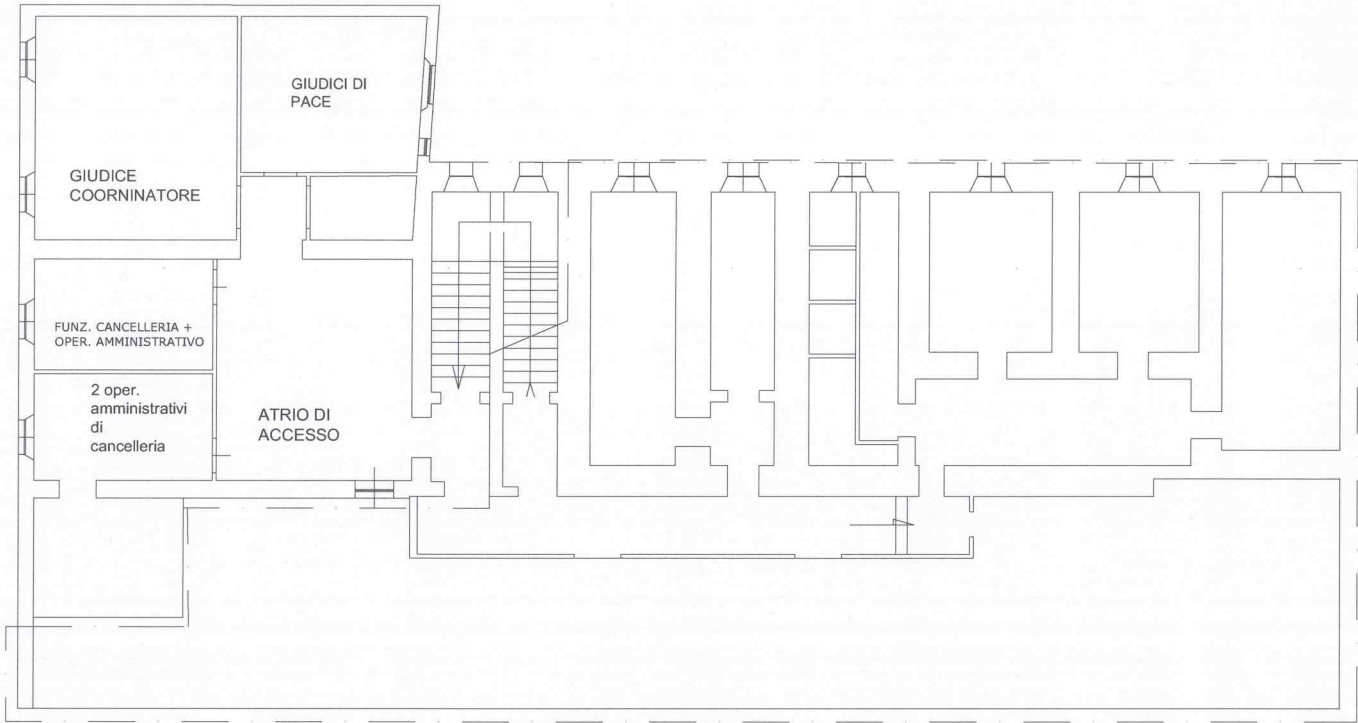 GIUDICI DI
PACE
GIUDICE
COORNINATORE
FUNZ. CANCELLERIA +
OPER. AMMINISTRATIVO
2 oper.
amministrativi
di
cancelleria
ATRIO DI
ACCESSO